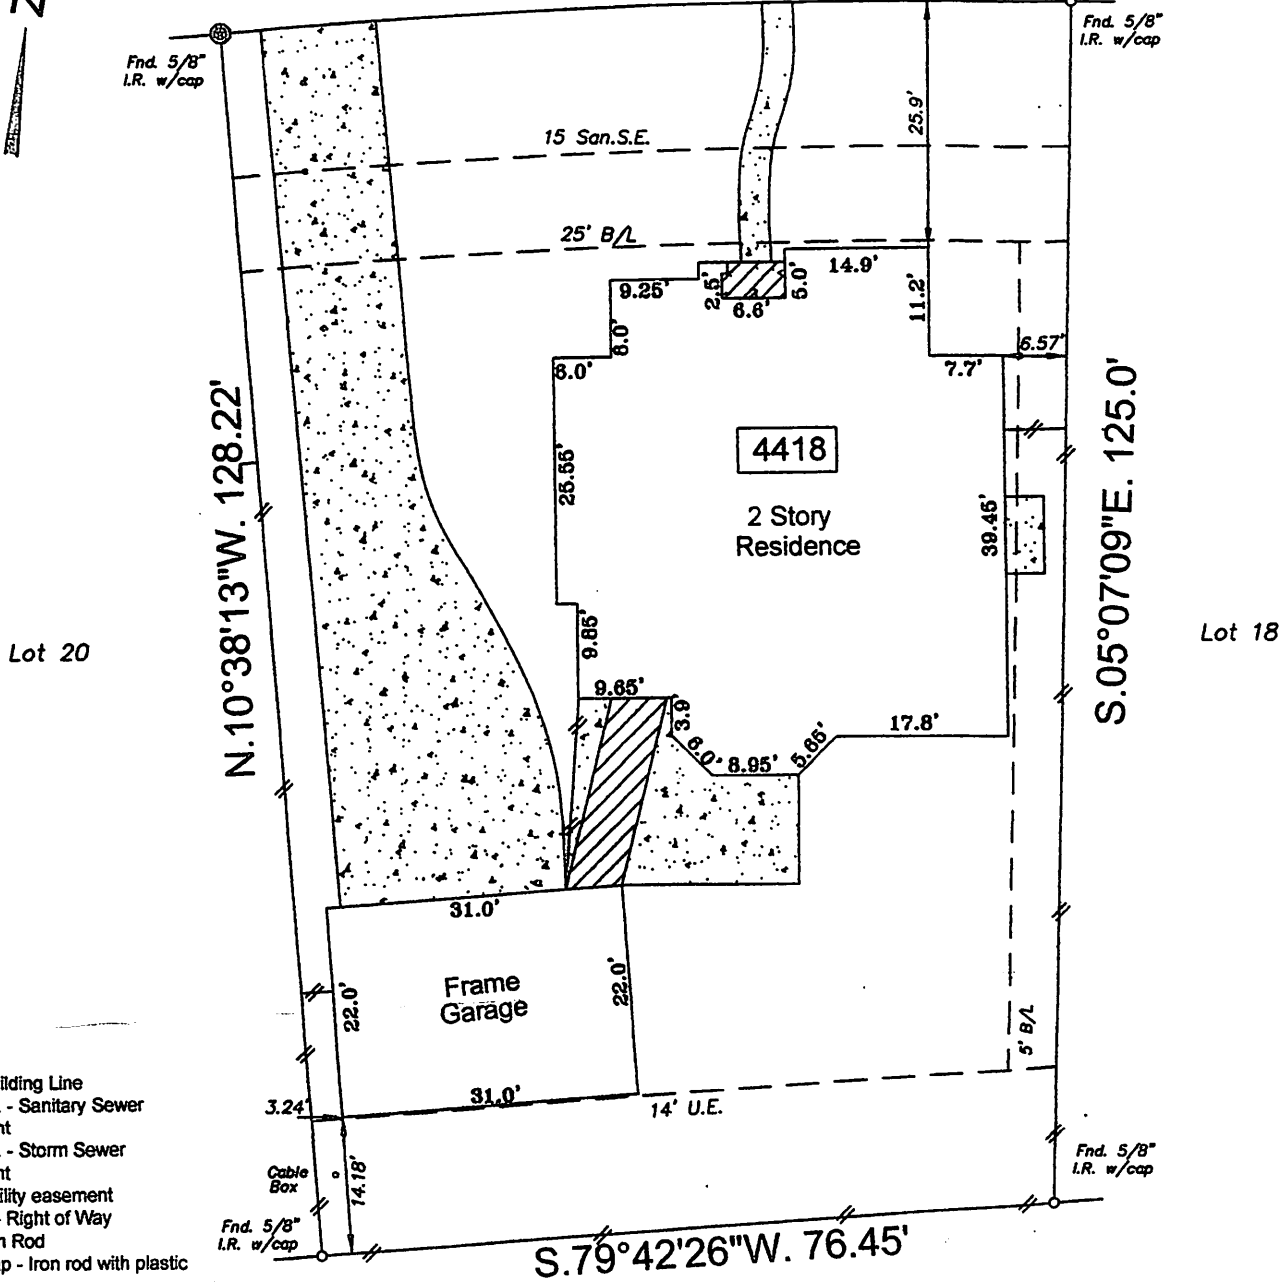 N
Fnd. 5/8"
I.R. w/cap
Fnd. 5/8"
I.R. w/cap
25.9'
15 San.S.E.
25' B/L
14.9'
9.25'
2.5'
6.6'
5.0'
11.2'
8.0'
6.0'
7.7'
6.57'
4418
2 Story
Residence
25.55'
39.45'
N.10°38'13"W. 128.22'
S.05°07'09"E. 125.0'
Lot 20
Lot 18
9.85'
9.65'
3.9'
6.0'
8.95'
5.65'
17.8'
31.0'
Frame
Garage
22.0'
22.0'
31.0'
5' B/L
14' U.E.
3.24'
14.18'
Cable
Box
Fnd. 5/8"
I.R. w/cap
Fnd. 5/8"
I.R. w/cap
S.79°42'26"W. 76.45'
ilding Line
. - Sanitary Sewer
nt
. - Storm Sewer
nt
ility easement
- Right of Way
n Rod
p - Iron rod with plastic